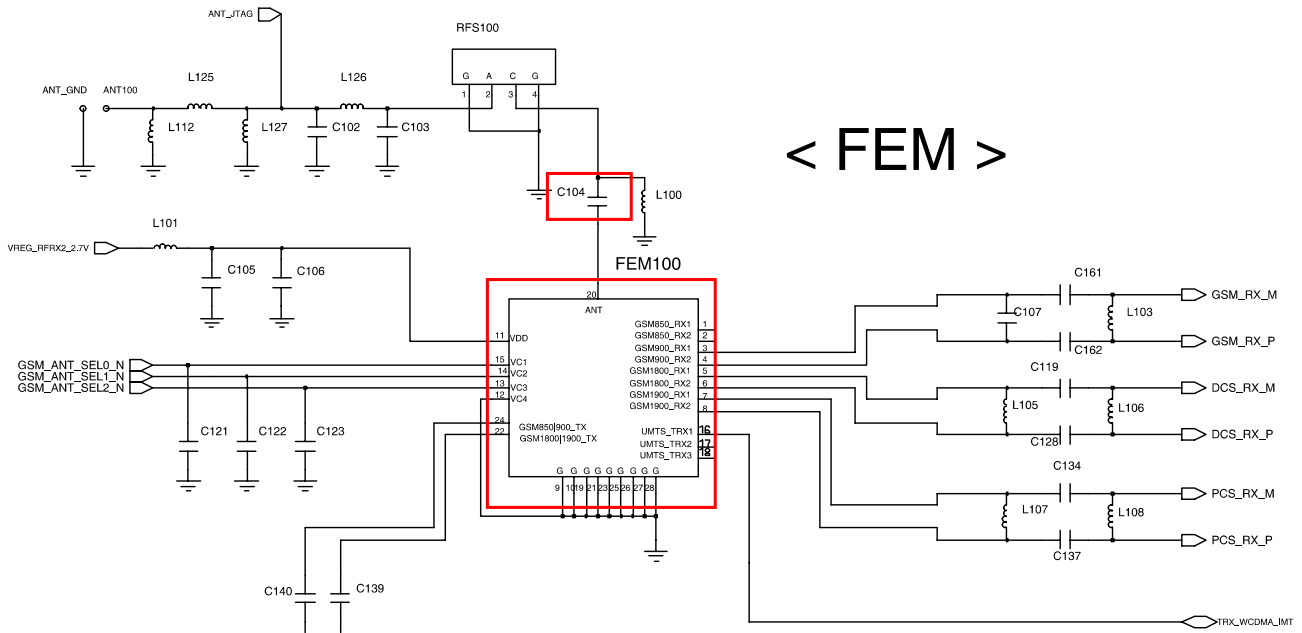 ANT_JTAG
RFS100
G A C G
1 2 3 4
ANT_GND ANT100
L125
L126
L112
L127
C102
C103
< FEM >
C104
L100
L101
VREG_RFRX2_2.7V
C105
C106
FEM100
20
ANT
11 VDD
15 VC1
14 VC2
13 VC3
12 VC4
24 GSM850|900_TX
22 GSM1800|1900_TX
GSM850_RX1 1
GSM850_RX2 2
GSM900_RX1 3
GSM900_RX2 4
GSM1800_RX1 5
GSM1800_RX2 6
GSM1900_RX1 7
GSM1900_RX2 8
UMTS_TRX1 16
UMTS_TRX2 17
UMTS_TRX3 18
G G G G G G G G G
9 10 19 21 23 25 26 27 28
GSM_ANT_SEL0_N
GSM_ANT_SEL1_N
GSM_ANT_SEL2_N
C121
C122
C123
C140
C139
C161
C107
L103
C162
GSM_RX_M
GSM_RX_P
C119
L105
L106
C128
DCS_RX_M
DCS_RX_P
C134
L107
L108
C137
PCS_RX_M
PCS_RX_P
TRX_WCDMA_IMT